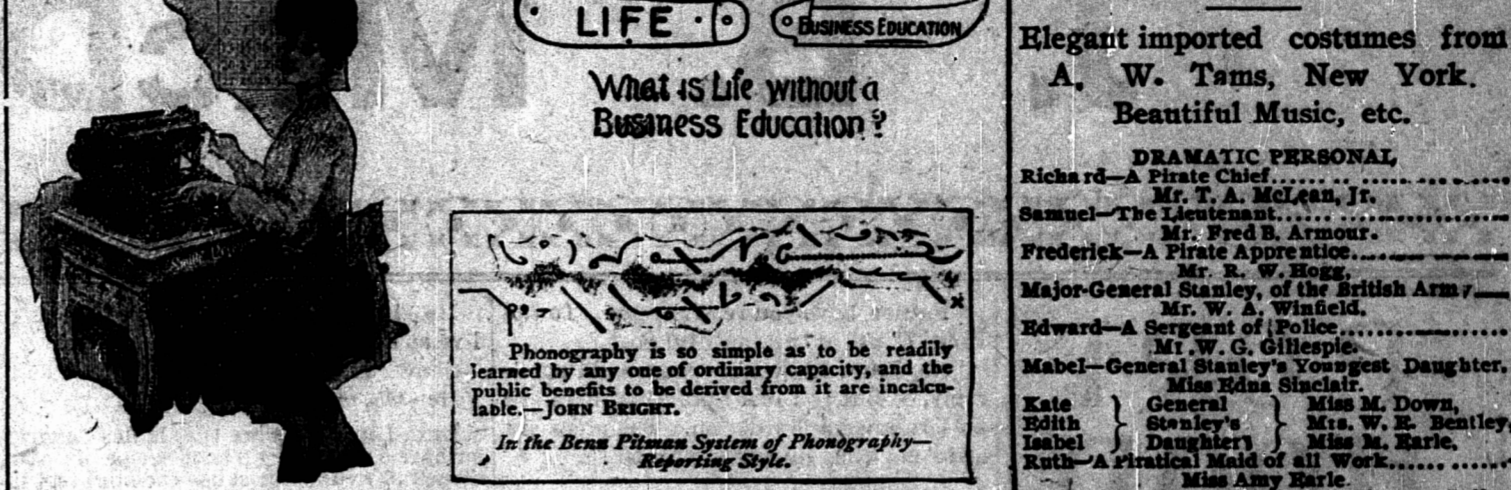 LIFE
BUSINESS EDUCATION
What is Life without a
Business Education?
Phonography is so simple as to be readily
learned by any one of ordinary capacity, and the
public benefits to be derived from it are incalcu-
lable.—JOHN BRIGHT.
In the Benn Pitman System of Phonography—
Reporting Style.
Elegant imported costumes from
A. W. Tams, New York.
Beautiful Music, etc.
DRAMATIC PERSONAL,
Richard—A Pirate Chief
Mr. T. A. McLean, Jr.
Samuel—The Lieutenant
Mr. Fred B. Armour.
Frederick—A Pirate Apprentice
Mr. R. W. Hogg,
Major-General Stanley, of the British Army
Mr. W. A. Winfield.
Edward—A Sergeant of Police
Mr. W. G. Gillespie.
Mabel—General Stanley's Youngest Daughter,
Miss Edna Sinclair.
Kate } General } Miss M. Down,
Edith } Stanley's } Mrs. W. E. Bentley,
Isabel } Daughters } Miss M. Earle,
Ruth—A Piratical Maid of all Work
Miss Amy Earle